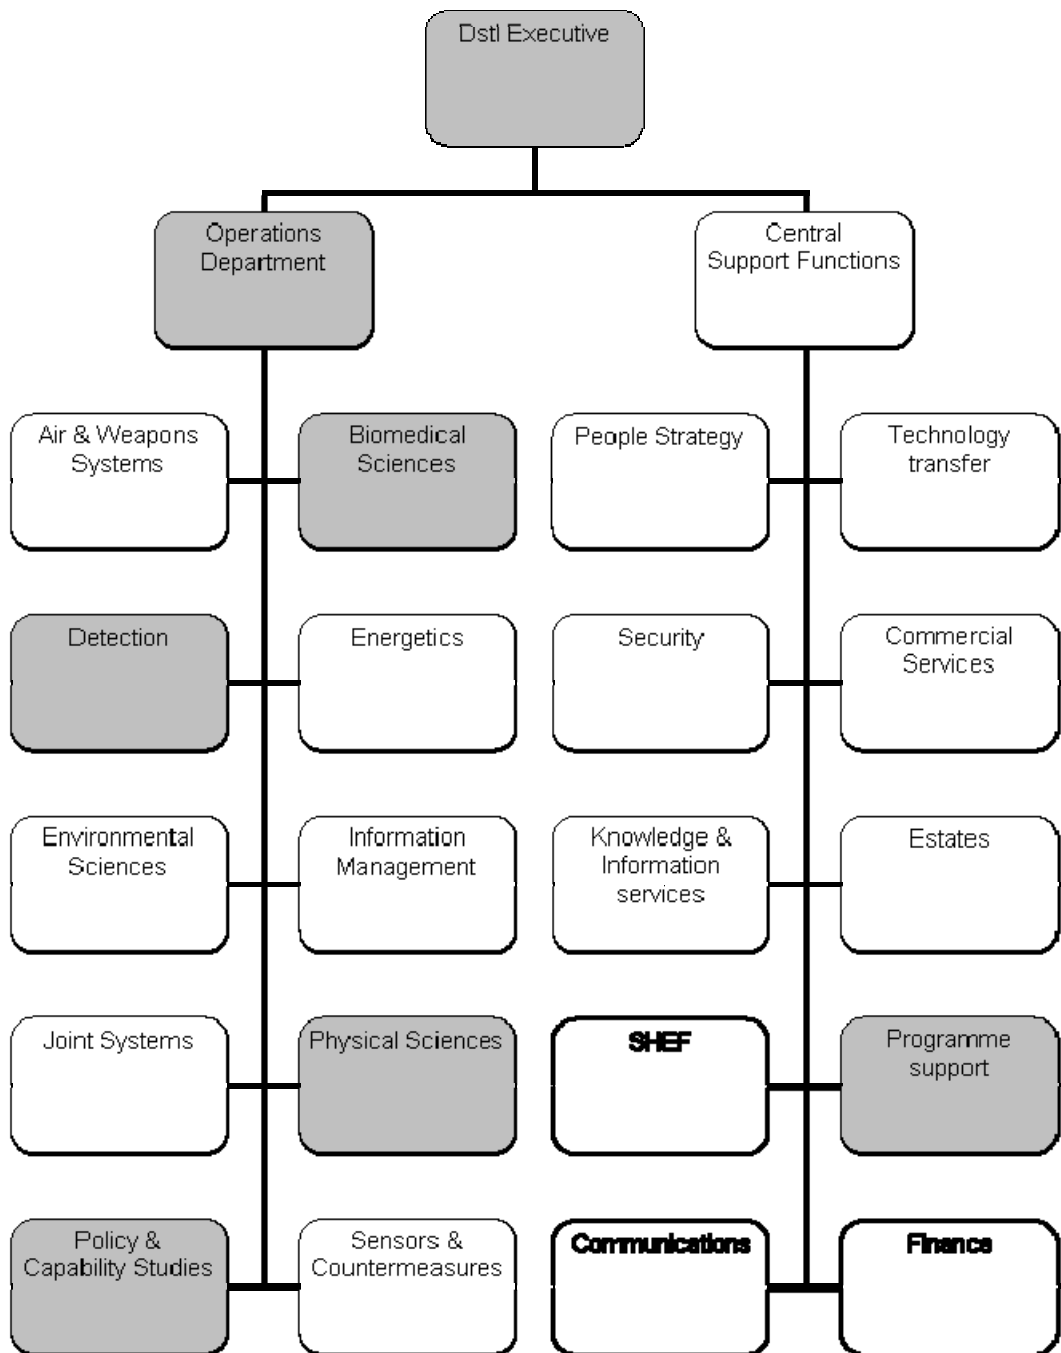 Dstl Executive
Operations
Department
Central
Support Functions
Air & Weapons
Systems
Biomedical
Sciences
People Strategy
Technology
transfer
Detection
Energetics
Security
Commercial
Services
Environmental
Sciences
Information
Management
Knowledge &
Information
services
Estates
Joint Systems
Physical Sciences
SHEF
Programme
support
Policy &
Capability Studies
Sensors &
Countermeasures
Communications
Finance